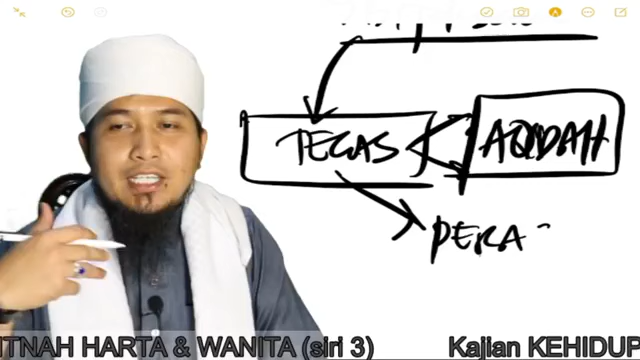 TEGAS
AQIDAH
PERA
ITNAH HARTA & WANITA (siri 3) Kajian KEHIDUP